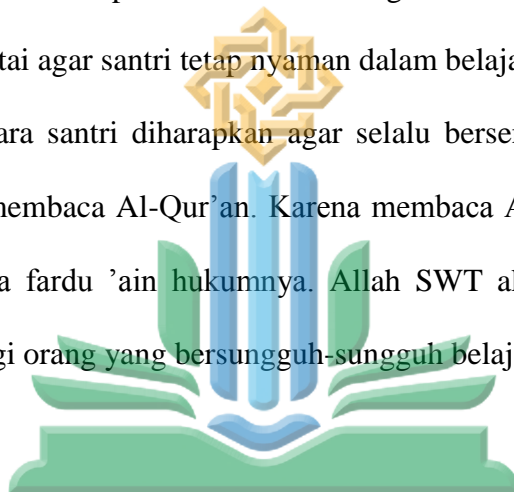 tai agar santri tetap nyaman dalam belaja
ara santri diharapkan agar selalu berse
membaca Al-Qur’an. Karena membaca A
a fardu ’ain hukumnya. Allah SWT a
gi orang yang bersungguh-sungguh belaj